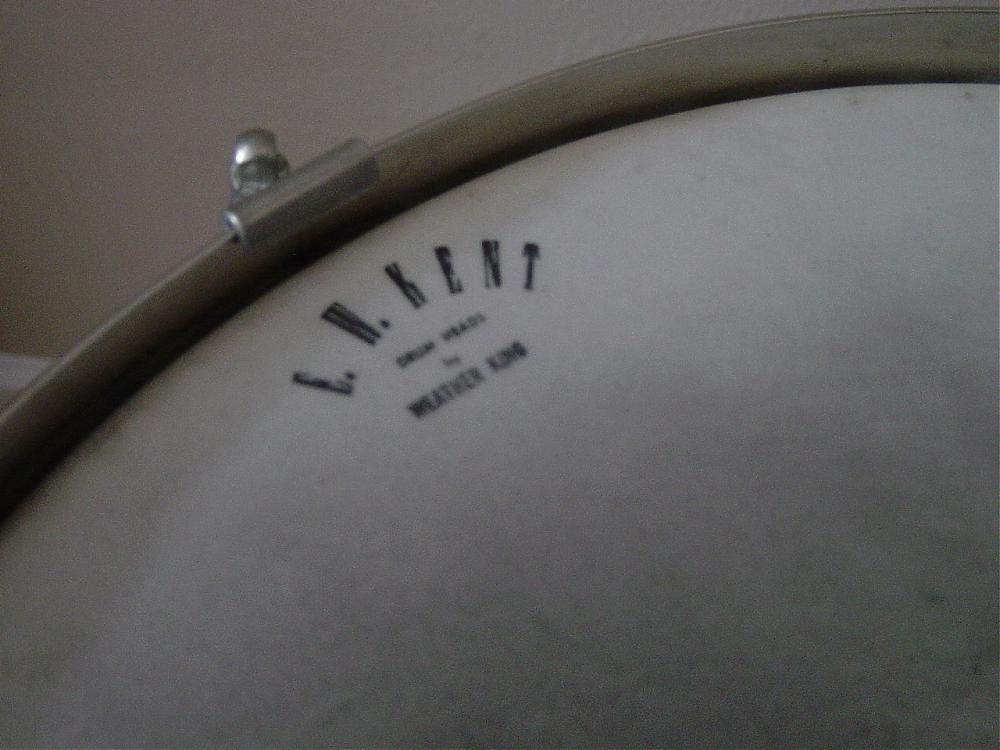 E. W. KENT
DRUM HEADS
by
WEATHER KING